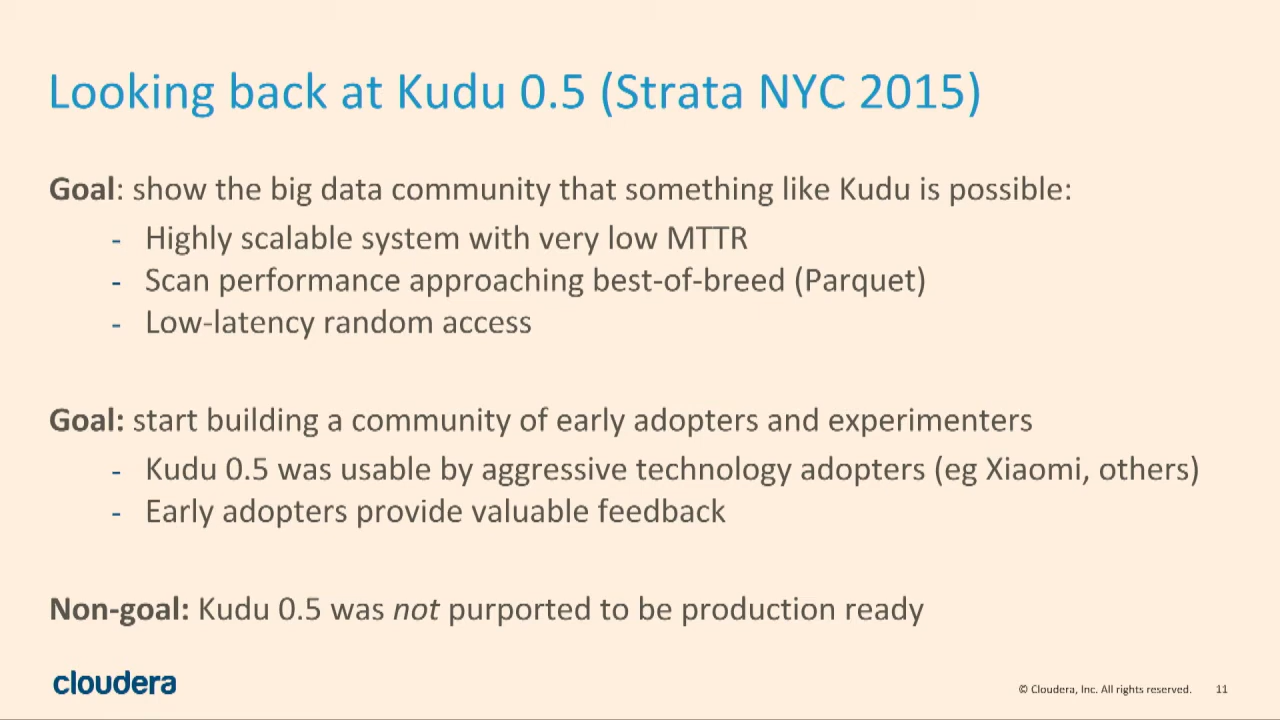 Looking back at Kudu 0.5 (Strata NYC 2015)
Goal: show the big data community that something like Kudu is possible:
- Highly scalable system with very low MTTR
- Scan performance approaching best-of-breed (Parquet)
- Low-latency random access
Goal: start building a community of early adopters and experimenters
- Kudu 0.5 was usable by aggressive technology adopters (eg Xiaomi, others)
- Early adopters provide valuable feedback
Non-goal: Kudu 0.5 was not purported to be production ready
cloudera
© Cloudera, Inc. All rights reserved. 11